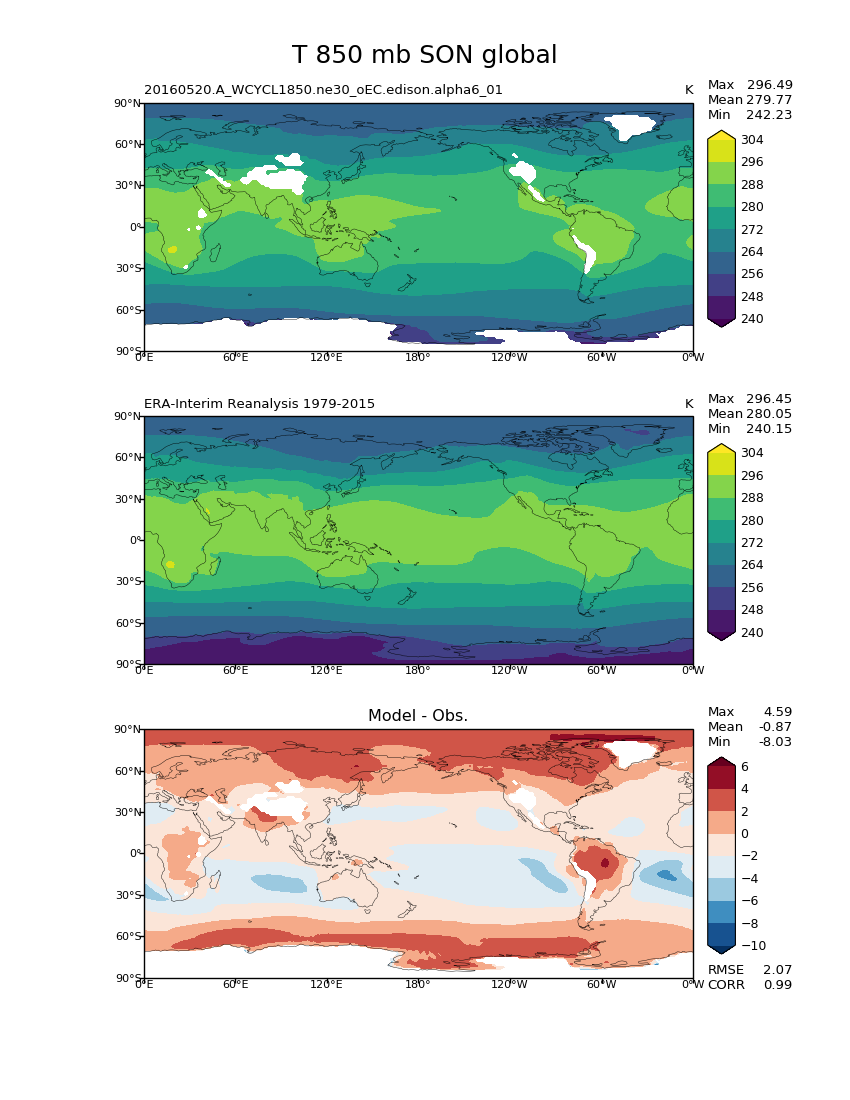 T 850 mb SON global
20160520.A_WCYCL1850.ne30_oEC.edison.alpha6_01
K
Max 296.49
Mean 279.77
Min 242.23
90°N
60°N
30°N
0°
30°S
60°S
90°S
0°E 60°E 120°E 180° 120°W 60°W 0°W
304
296
288
280
272
264
256
248
240
ERA-Interim Reanalysis 1979-2015
K
Max 296.45
Mean 280.05
Min 240.15
90°N
60°N
30°N
0°
30°S
60°S
90°S
0°E 60°E 120°E 180° 120°W 60°W 0°W
304
296
288
280
272
264
256
248
240
Model - Obs.
Max 4.59
Mean -0.87
Min -8.03
90°N
60°N
30°N
0°
30°S
60°S
90°S
0°E 60°E 120°E 180° 120°W 60°W 0°W
6
4
2
0
−2
−4
−6
−8
−10
RMSE 2.07
CORR 0.99